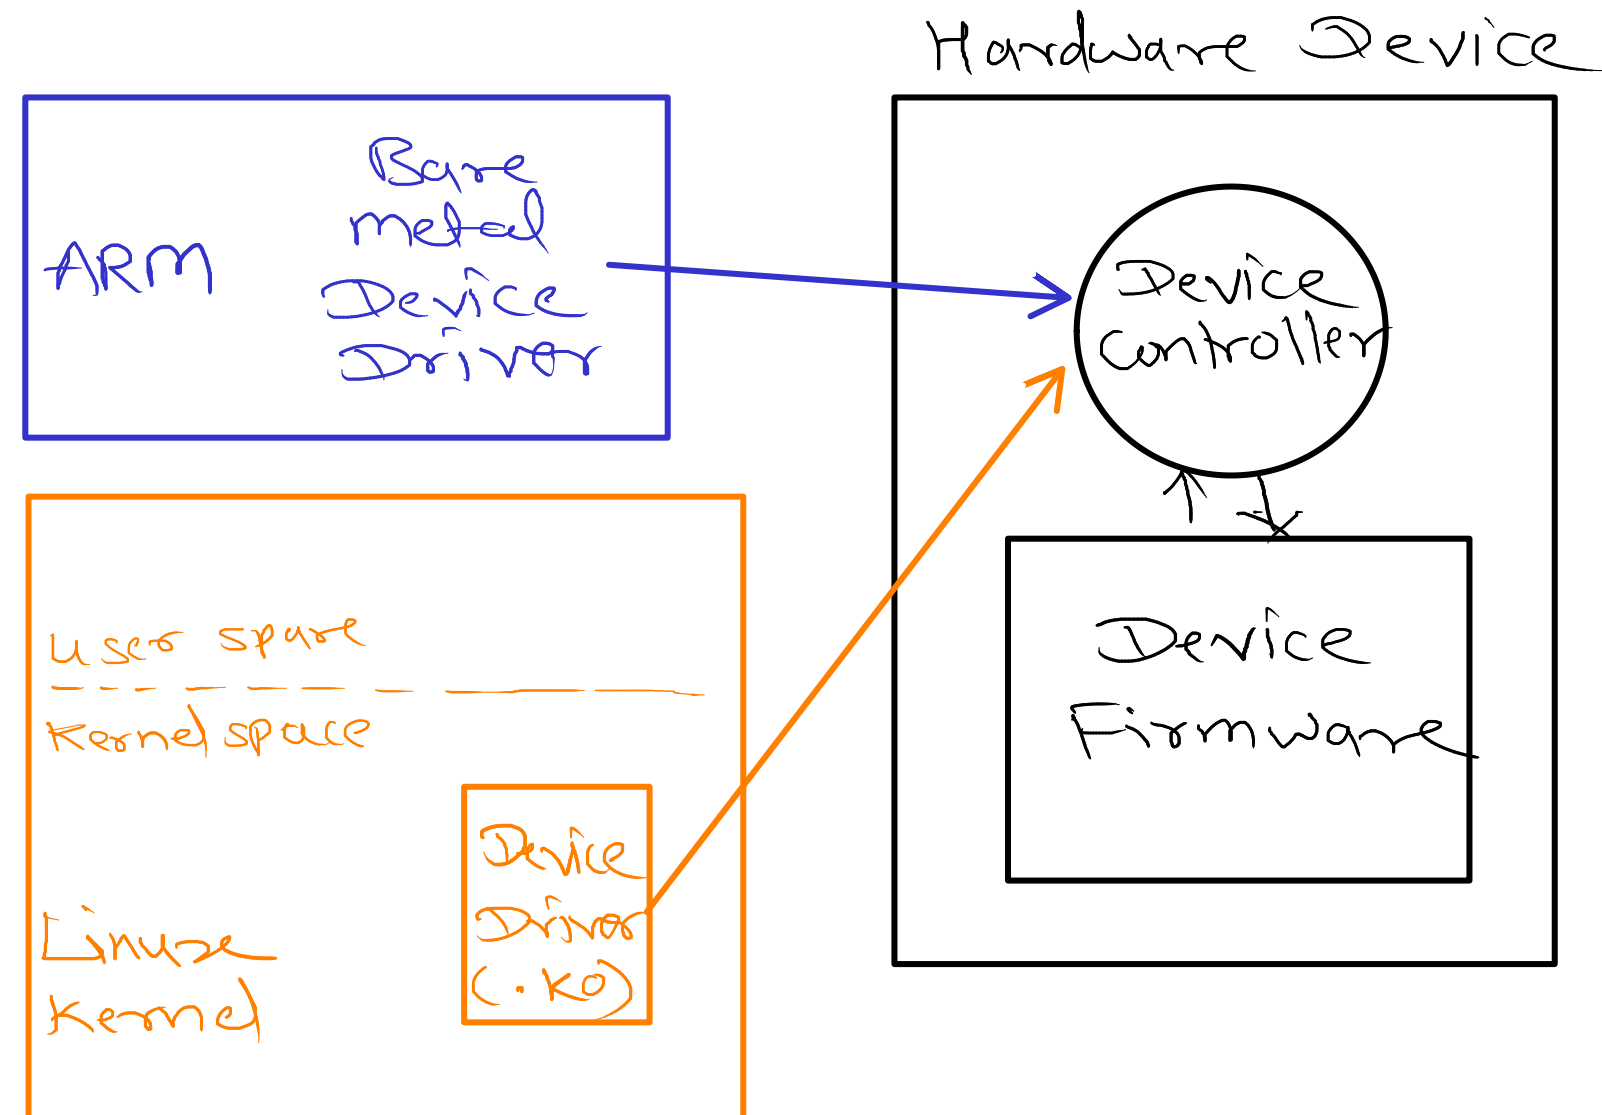 Hardware Device
Bare
metal
ARM
Device
Driver
Device
Controller
User spare
Kernel space
Device
Firmware
Device
Driver
(.ko)
Linux
Kernel